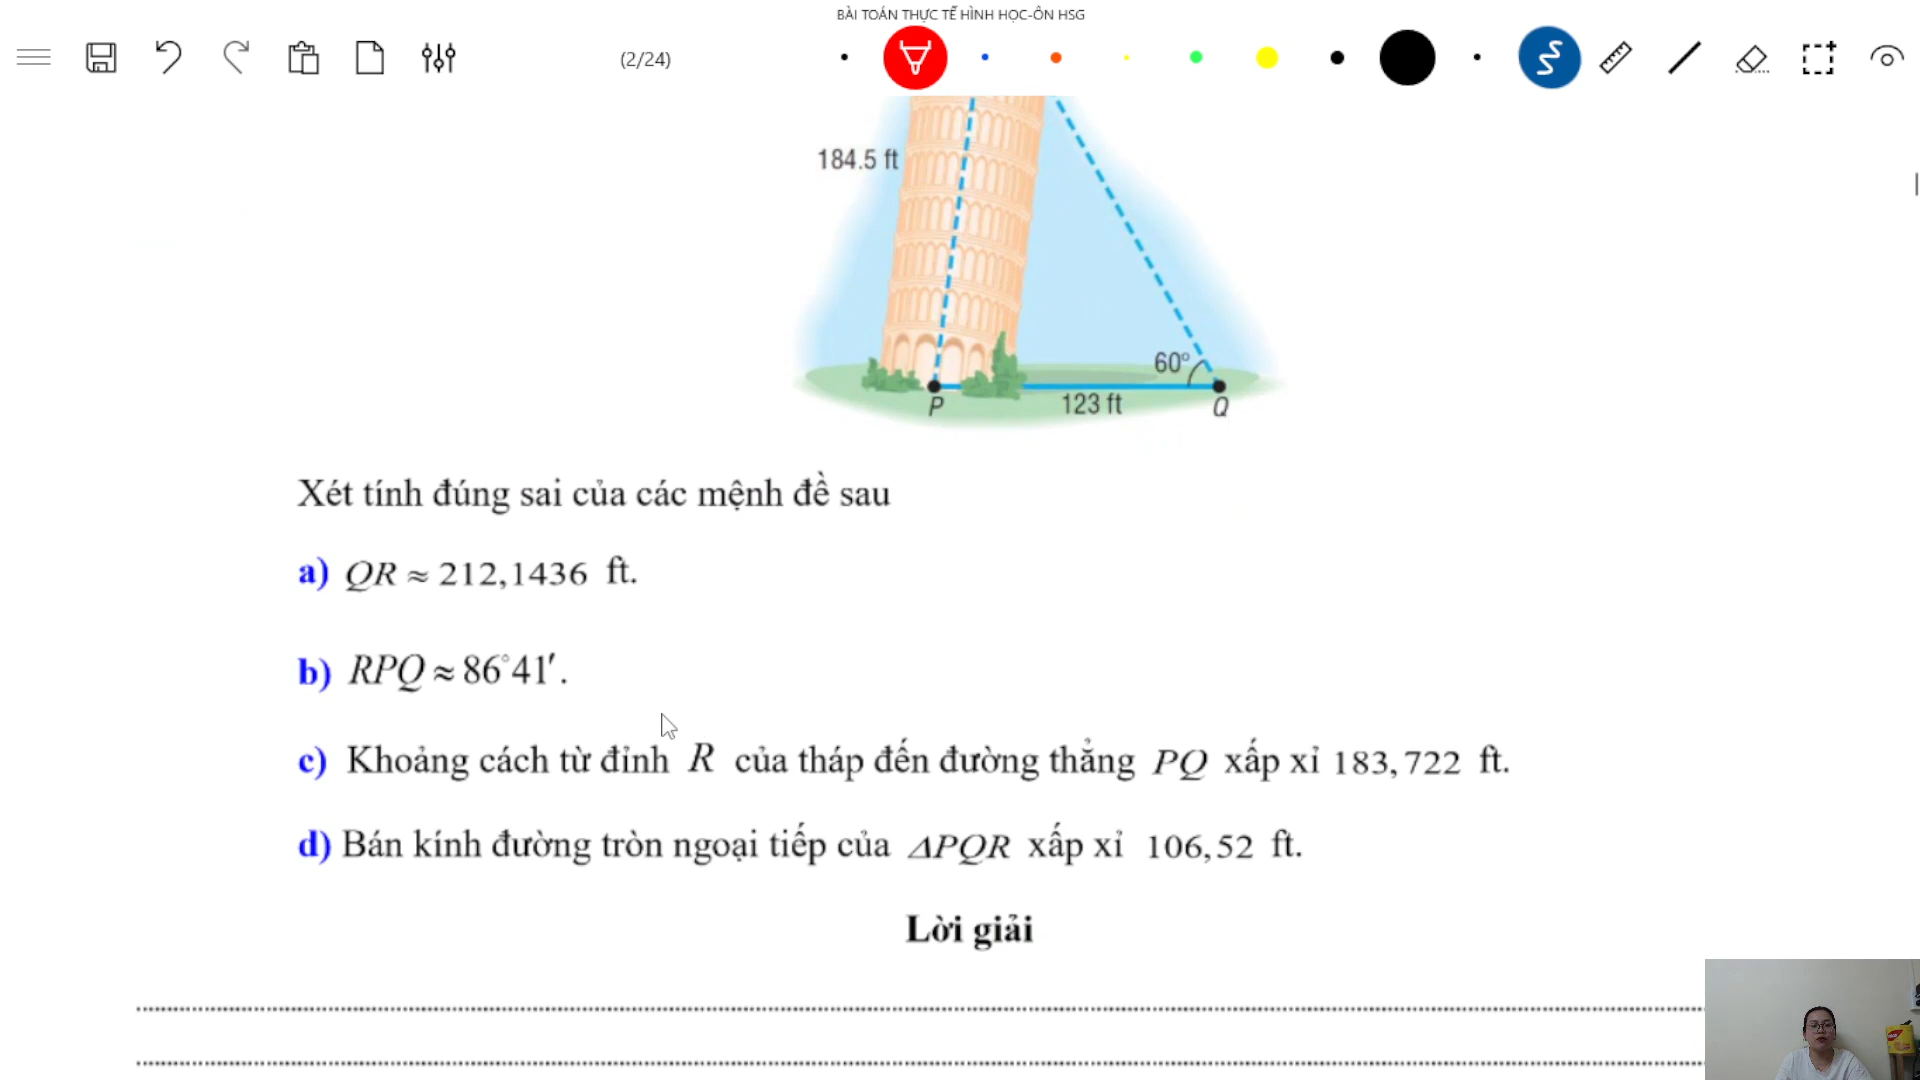 BÀI TOÁN THỰC TẾ HÌNH HỌC-ÔN HSG
(2/24)
184.5 ft
60°
P
123 ft
Q
Xét tính đúng sai của các mệnh đề sau
a) QR ≈ 212,1436 ft.
b) RPQ ≈ 86°41′.
c) Khoảng cách từ đỉnh R của tháp đến đường thẳng PQ xấp xỉ 183,722 ft.
d) Bán kính đường tròn ngoại tiếp của ΔPQR xấp xỉ 106,52 ft.
Lời giải